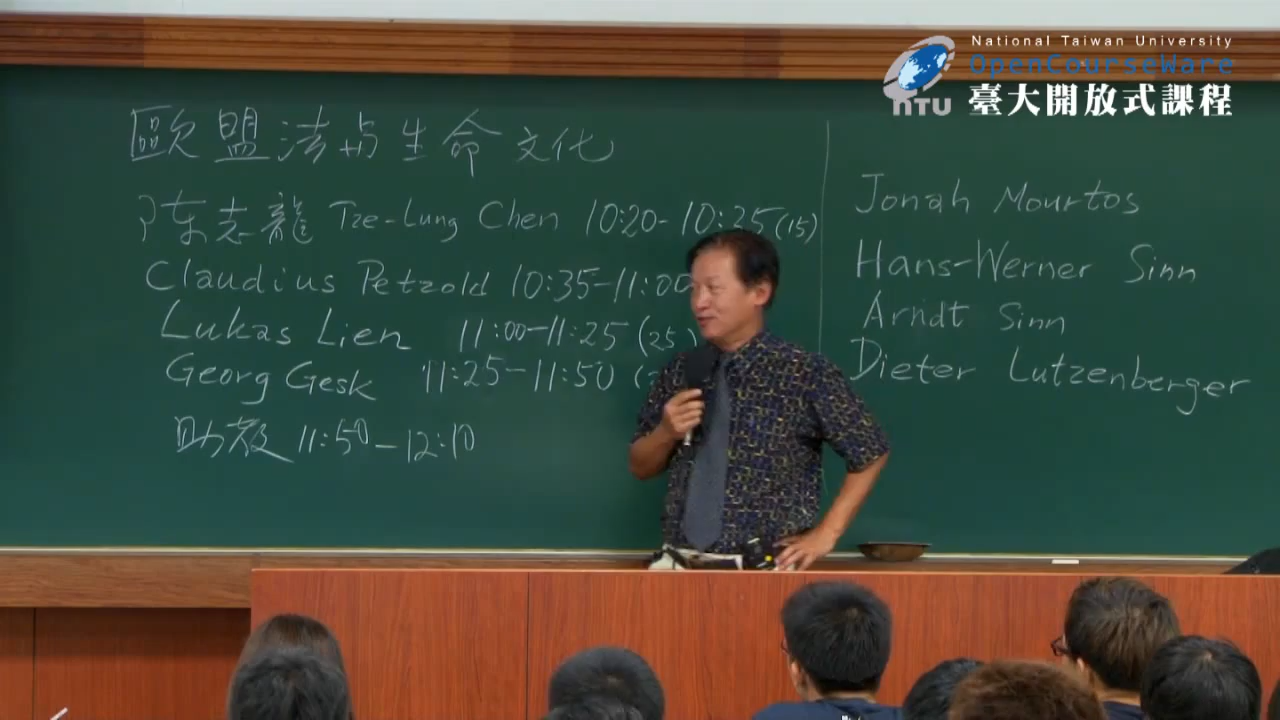 National Taiwan University
OpenCourseWare
臺大開放式課程
NTU
歐盟法与生命文化
陈志龍 Tze-Lung Chen 10:20-10:25 (15)
Claudius Petzold 10:35-11:00
Lukas Lien 11:00-11:25 (25)
Georg Gesk 11:25-11:50
助教 11:50-12:10
Jonah Mourtos
Hans-Werner Sinn
Arndt Sinn
Dieter Lutzenberger